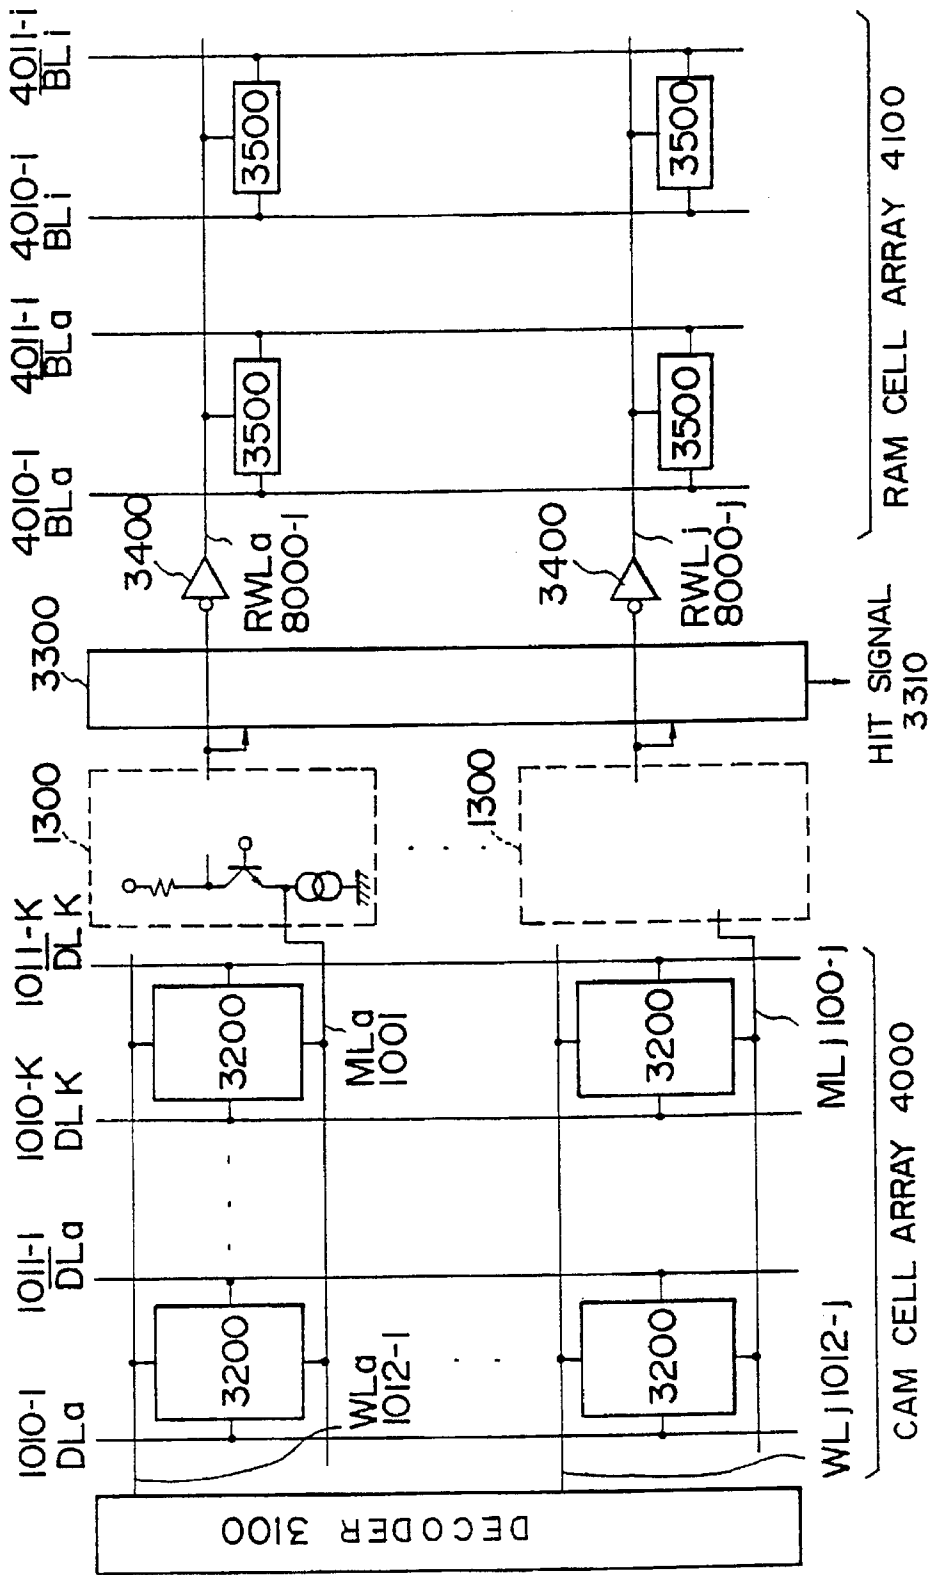 1010-1
DLa
1011-1
DLa
1010-K
DLK
1011-K
DLK
1300
3300
3400
4010-1
BLa
4011-1
BLa
4010-1
BLi
4011-i
BLi
DECODER 3100
3200
3200
3500
3500
WLa
1012-1
MLa
1001
RWLa
8000-1
1300
3400
3200
3200
3500
3500
RWLj
8000-j
WLj 1012-j
MLj 100-j
HIT SIGNAL
3310
CAM CELL ARRAY 4000
RAM CELL ARRAY 4100